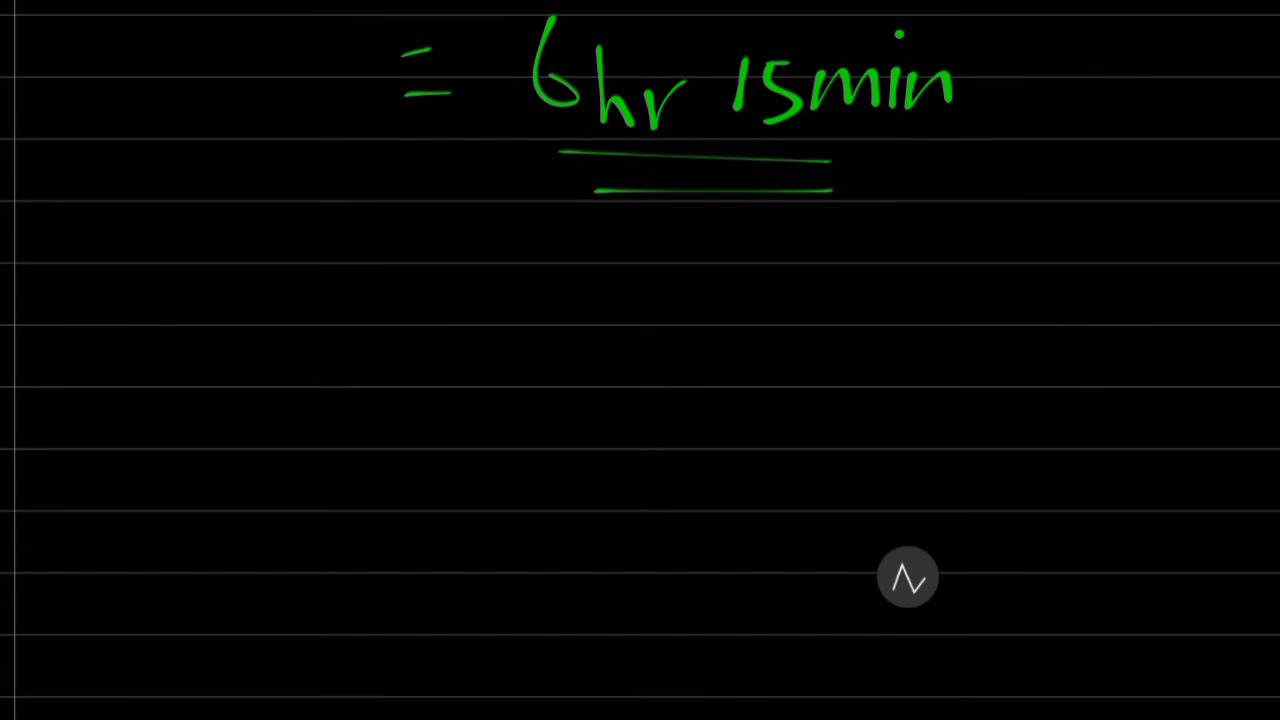 = 6hr 15min